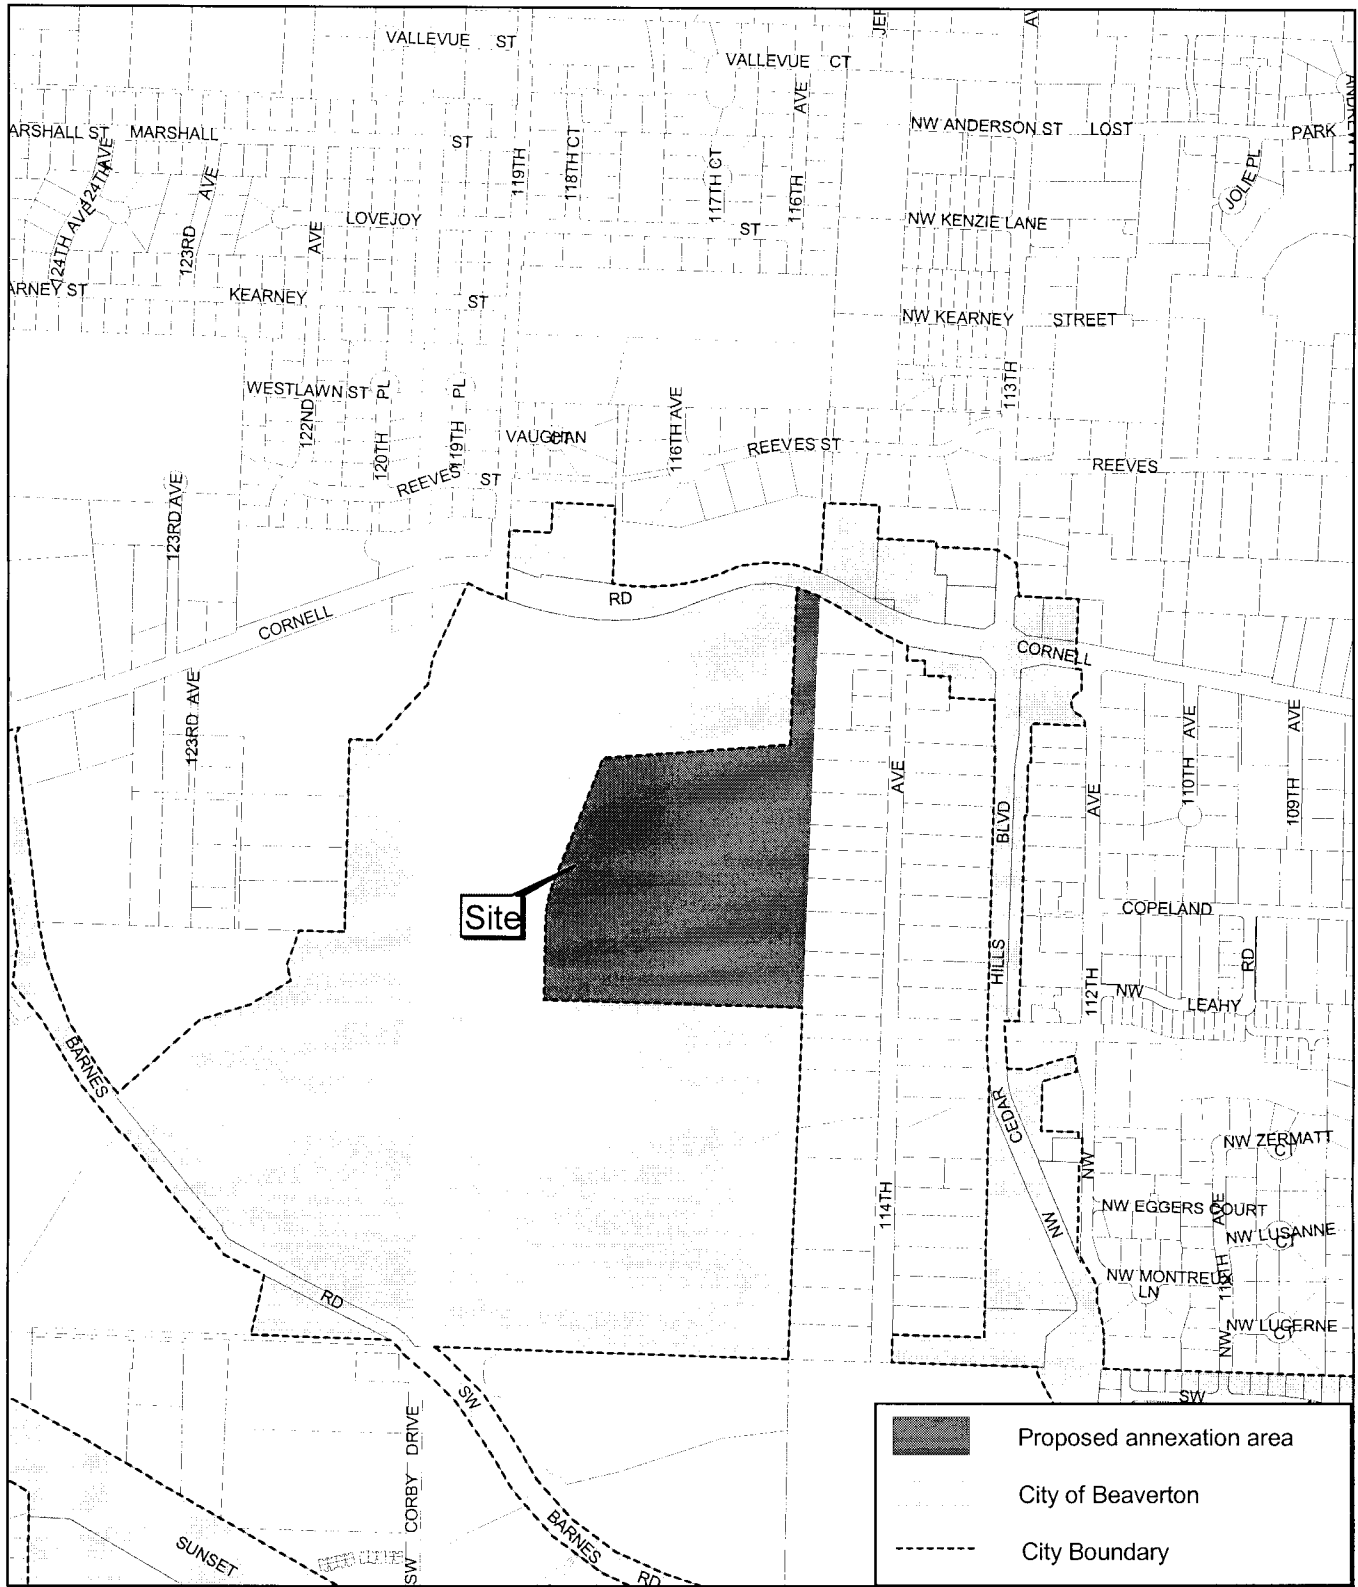 VALLEVUE ST
VALLEVUE CT
AVE
ARSHALL ST
MARSHALL
ST
NW ANDERSON ST
LOST
PARK
124TH AVE
124TH AVE
123RD AVE
AVE
LOVEJOY
119TH
118TH CT
117TH CT
116TH
ST
NW KENZIE LANE
JOLIE PL
ARNEY ST
KEARNEY
ST
NW KEARNEY
STREET
WESTLAWN ST
122ND
120TH PL
119TH PL
VAUGHAN
CT
116TH AVE
113TH
REEVES ST
REEVES ST
REEVES
123RD AVE
CORNELL
RD
CORNELL
123RD AVE
AVE
BLVD
AVE
110TH AVE
109TH AVE
Site
COPELAND
HILLS
112TH
NW
LEAHY
RD
BARNES
CEDAR
NW
114TH
NW
NW ZERMATT
CT
NW EGGERS COURT
NW LUSANNE
CT
NW MONTREUX
LN
NW 112TH AVE
NW LUCERNE
CT
RD
SW
BARNES
RD
SW CORBY DRIVE
SUNSET
SW
Proposed annexation area
City of Beaverton
City Boundary